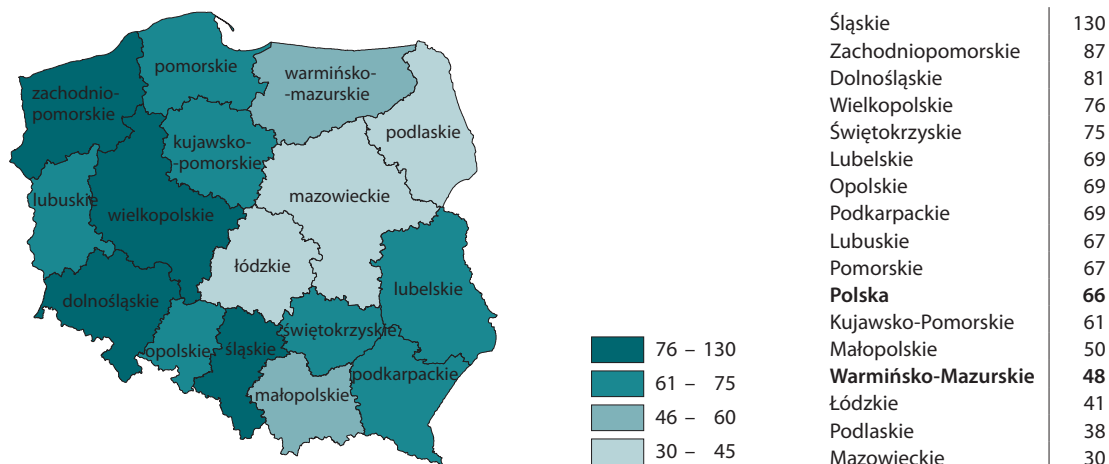 pomorskie
warmińsko-
-mazurskie
zachodnio-
pomorskie
podlaskie
kujawsko-
-pomorskie
lubuskie
mazowieckie
wielkopolskie
łódzkie
lubelskie
dolnośląskie
świętokrzyskie
opolskie
śląskie
podkarpackie
małopolskie
76 – 130
61 – 75
46 – 60
30 – 45
Śląskie 130
Zachodniopomorskie 87
Dolnośląskie 81
Wielkopolskie 76
Świętokrzyskie 75
Lubelskie 69
Opolskie 69
Podkarpackie 69
Lubuskie 67
Pomorskie 67
Polska 66
Kujawsko-Pomorskie 61
Małopolskie 50
Warmińsko-Mazurskie 48
Łódzkie 41
Podlaskie 38
Mazowieckie 30